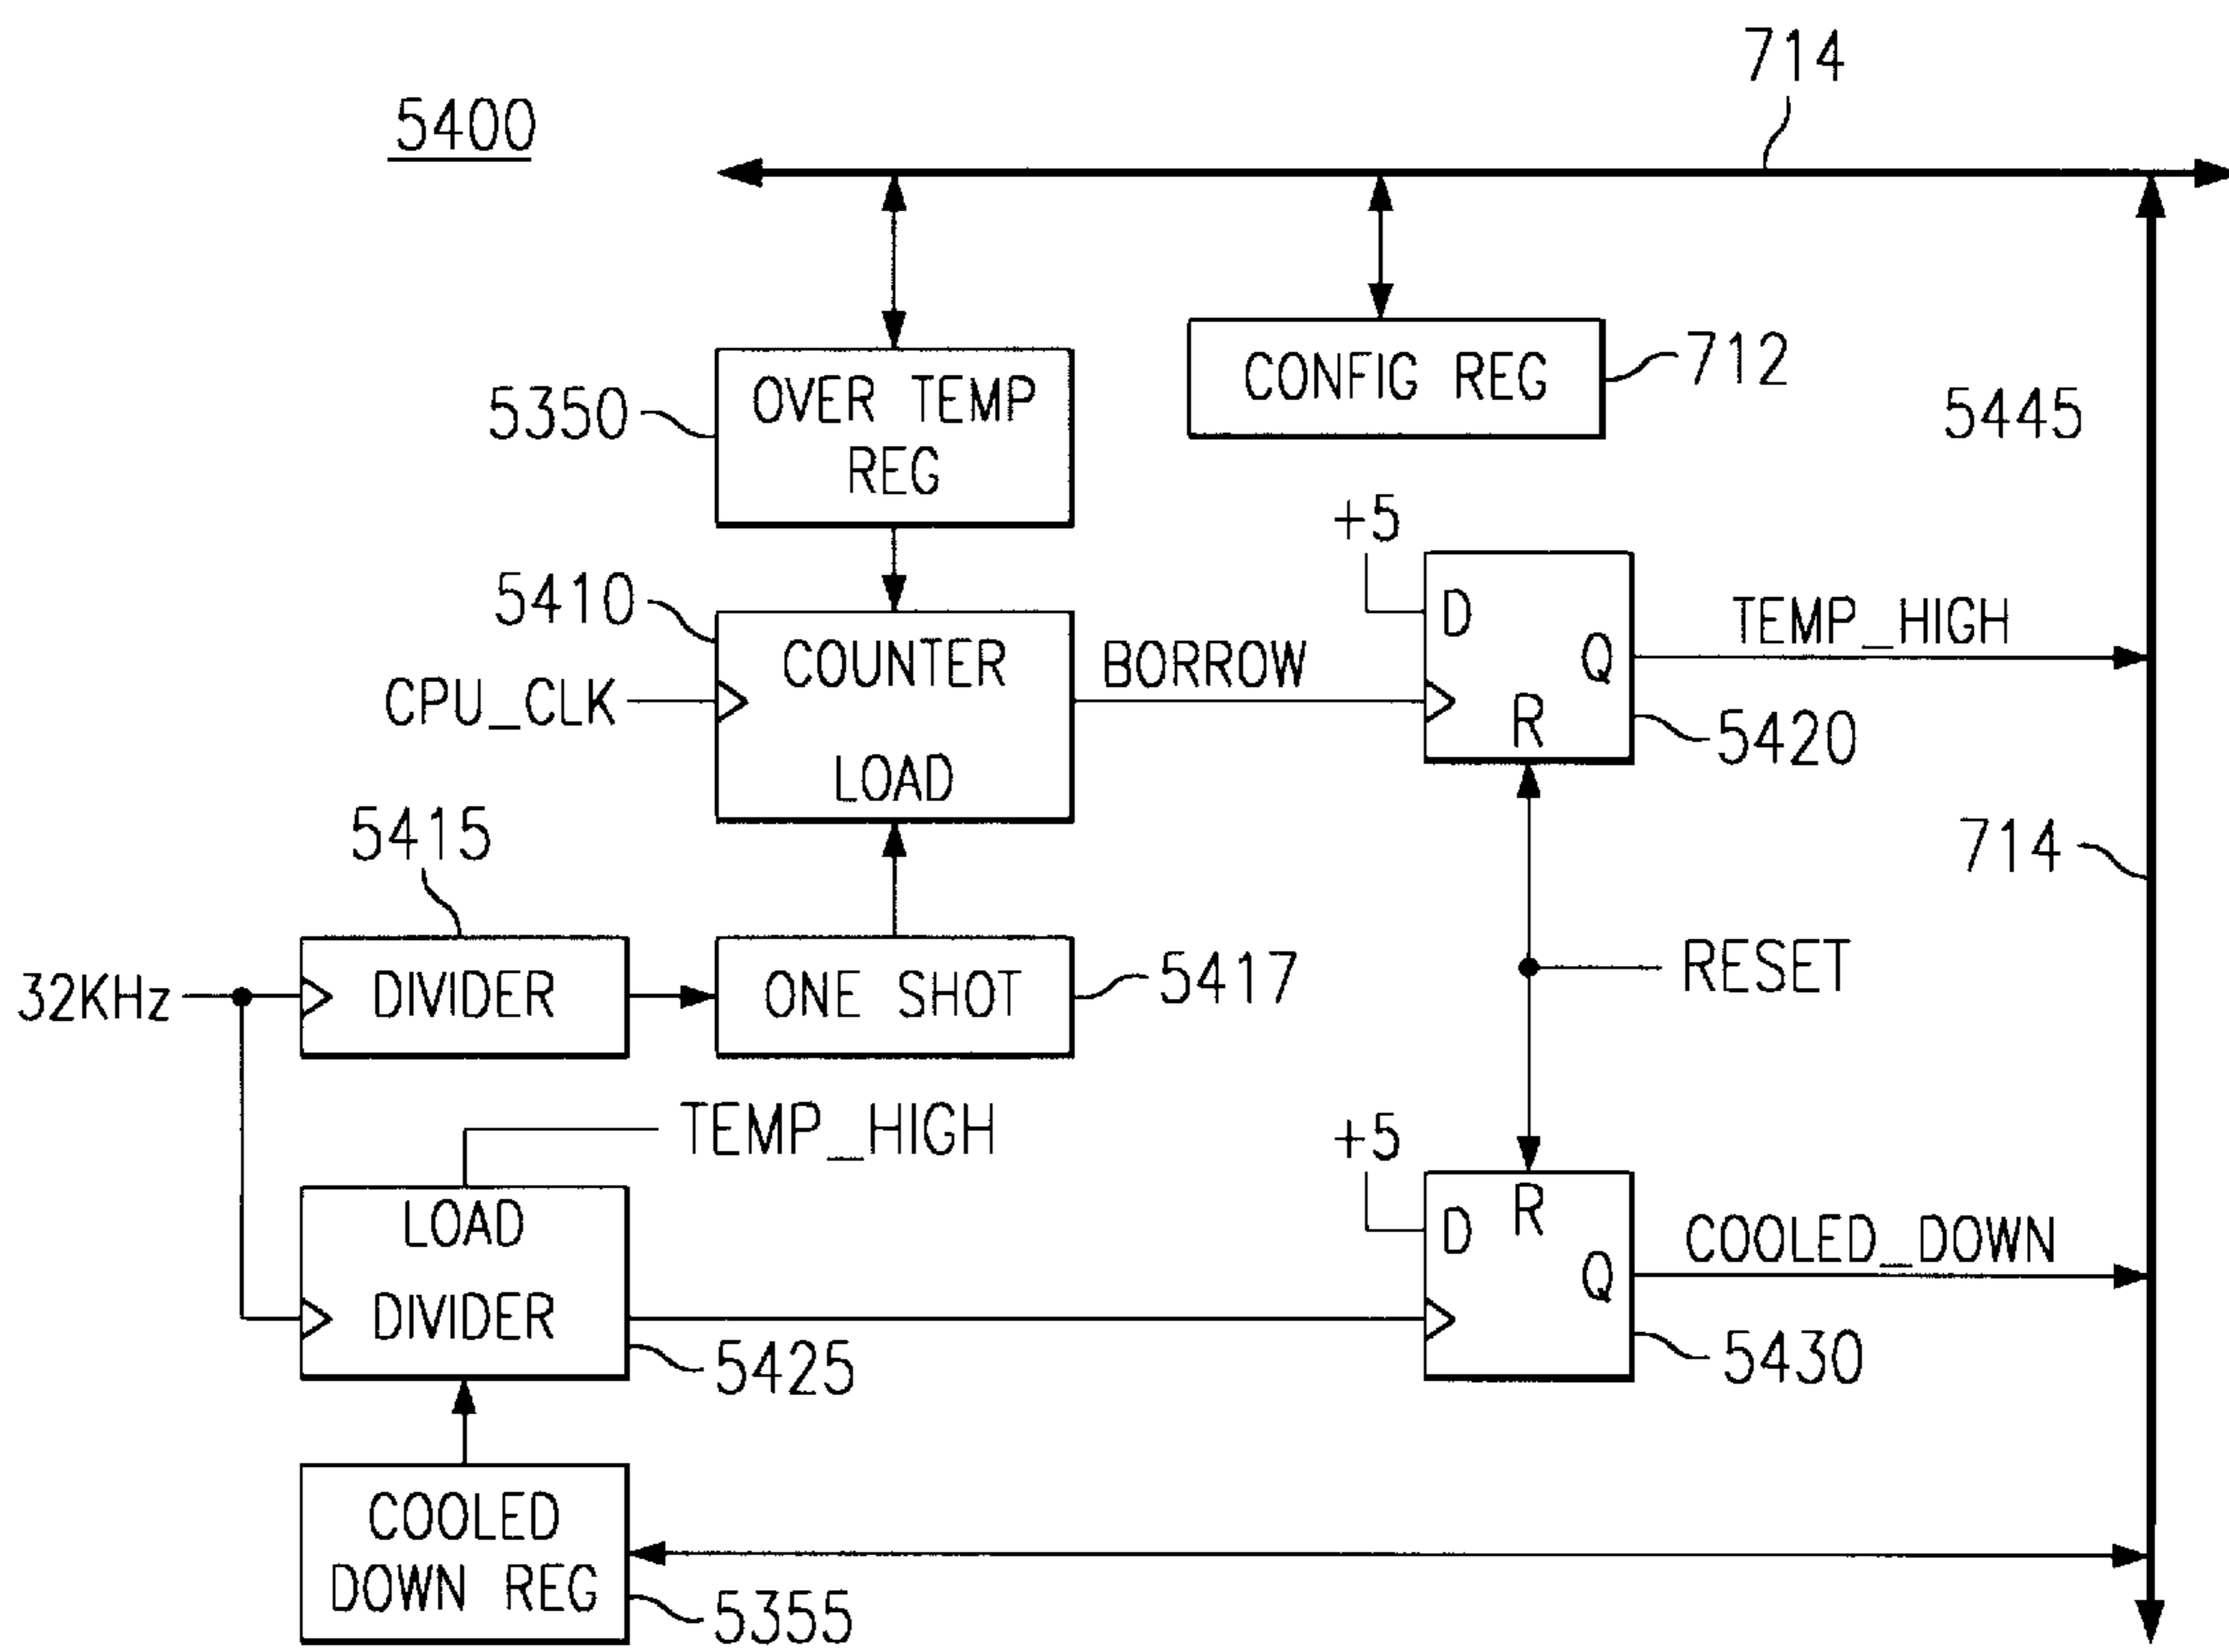 714
5400
OVER TEMP
REG
5350
CONFIG REG
712
5445
+5
5410
COUNTER
LOAD
CPU_CLK
BORROW
D
Q
R
TEMP_HIGH
5420
5415
714
32KHz
DIVIDER
ONE SHOT
5417
RESET
TEMP_HIGH
LOAD
DIVIDER
5425
+5
D
R
Q
COOLED_DOWN
5430
COOLED
DOWN REG
5355